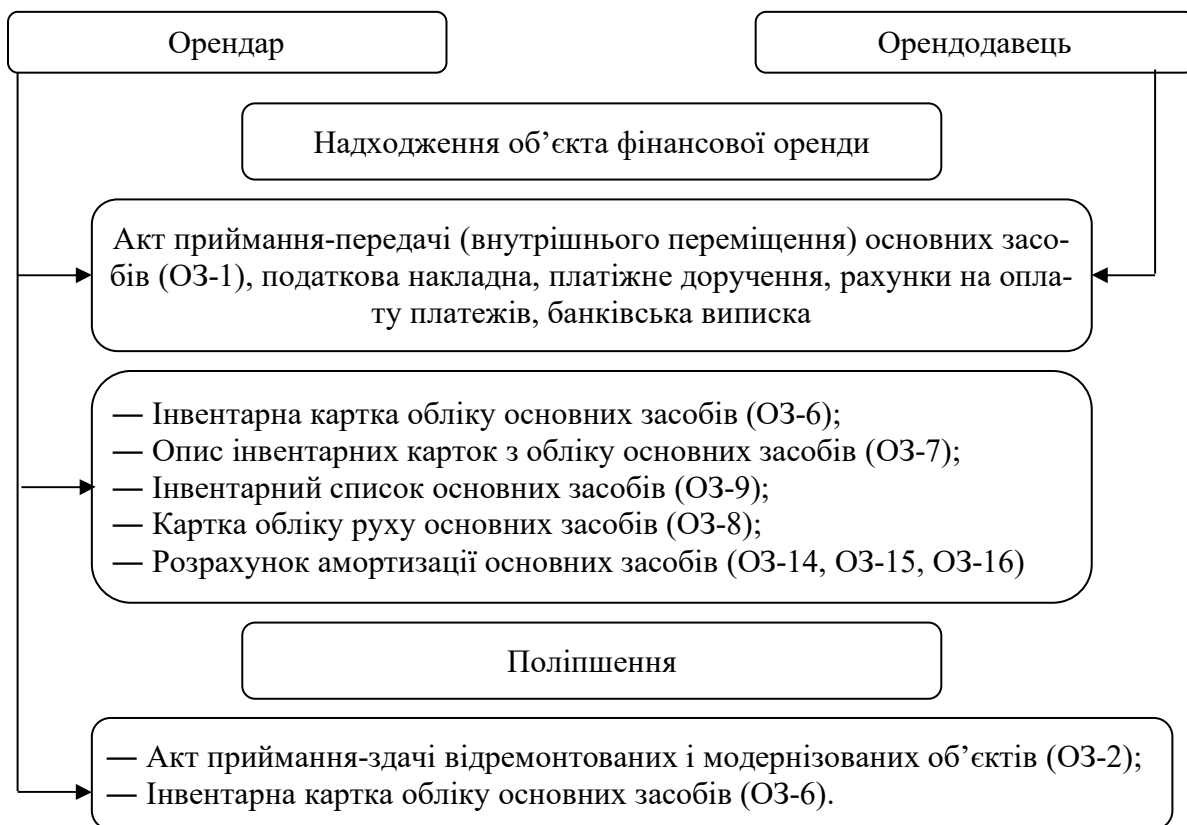 Орендар
Орендодавець
Надходження об’єкта фінансової оренди
Акт приймання-передачі (внутрішнього переміщення) основних засо-
бів (ОЗ-1), податкова накладна, платіжне доручення, рахунки на опла-
ту платежів, банківська виписка
— Інвентарна картка обліку основних засобів (ОЗ-6);
— Опис інвентарних карток з обліку основних засобів (ОЗ-7);
— Інвентарний список основних засобів (ОЗ-9);
— Картка обліку руху основних засобів (ОЗ-8);
— Розрахунок амортизації основних засобів (ОЗ-14, ОЗ-15, ОЗ-16)
Поліпшення
— Акт приймання-здачі відремонтованих і модернізованих об’єктів (ОЗ-2);
— Інвентарна картка обліку основних засобів (ОЗ-6).